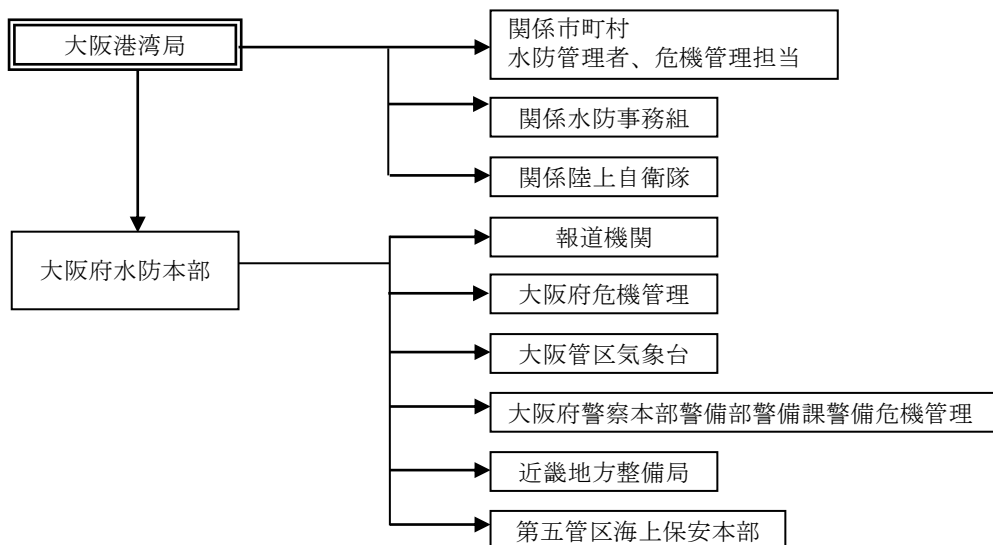 大阪港湾局
関係市町村
水防管理者、危機管理担当
関係水防事務組
関係陸上自衛隊
大阪府水防本部
報道機関
大阪府危機管理
大阪管区気象台
大阪府警察本部警備部警備課警備危機管理
近畿地方整備局
第五管区海上保安本部